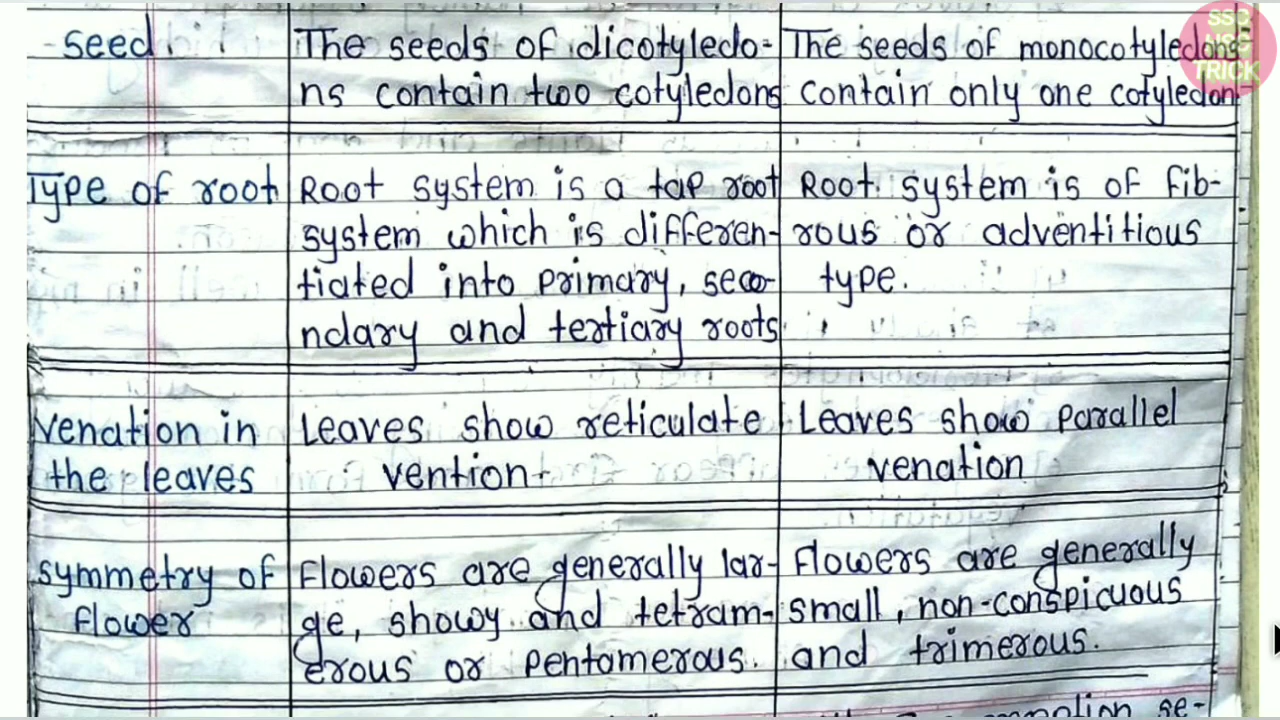 seed
The seeds of dicotyledo-
ns contain two cotyledons
The seeds of monocotyledons
contain only one cotyledon
SSC
TRICK
Type of root
Root system is a tap root
system which is differen-
tiated into primary, seco-
ndary and tertiary roots
Root system is of fib-
rous or adventitious
type.
Venation in
the leaves
Leaves show reticulate
vention
Leaves show parallel
venation
symmetry of
flower
Flowers are generally lar-
ge, showy and tetram-
erous or pentamerous.
Flowers are generally
small, non-conspicuous
and trimerous.
se-